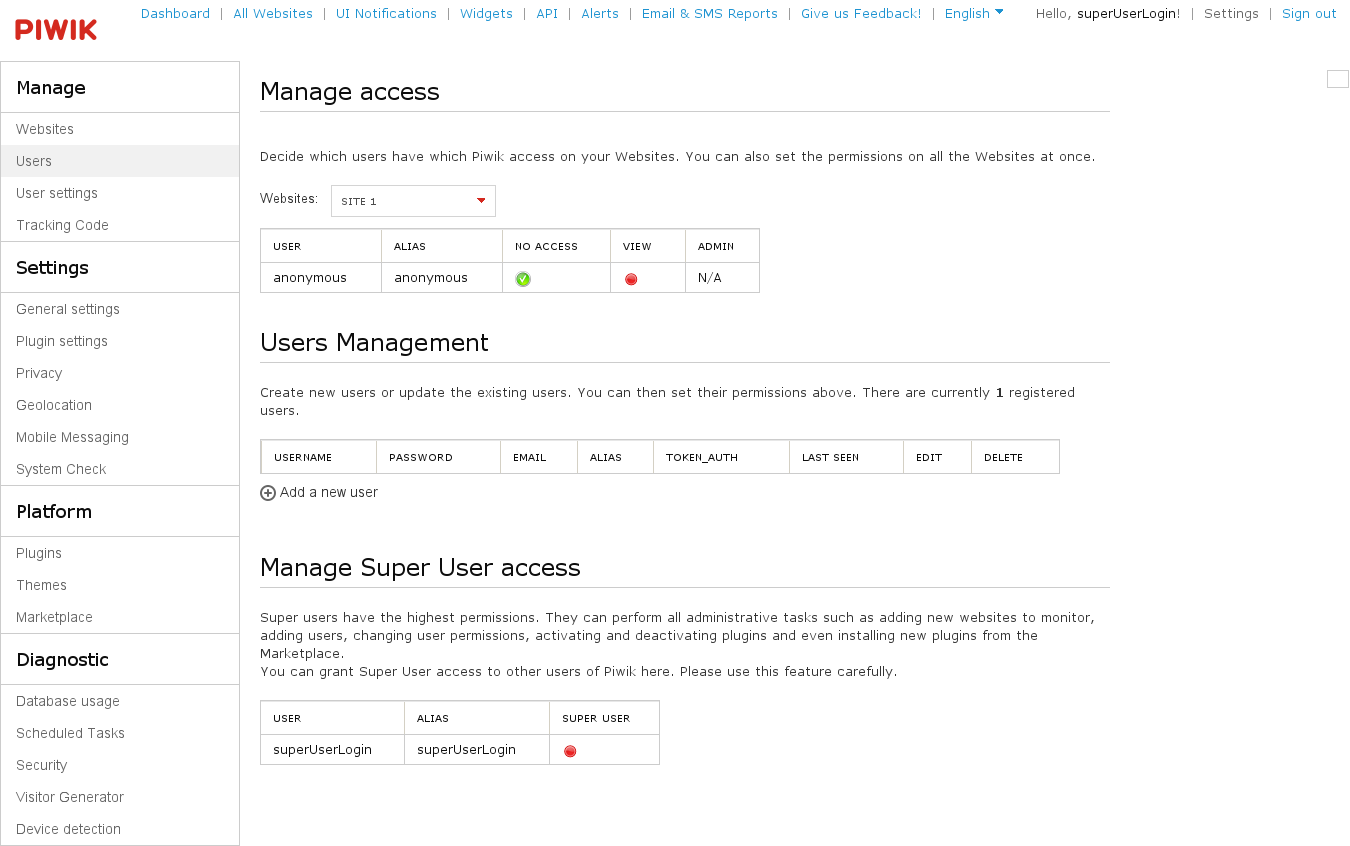 PIWIK
Dashboard | All Websites | UI Notifications | Widgets | API | Alerts | Email & SMS Reports | Give us Feedback! | English
Hello, superUserLogin! | Settings | Sign out
Manage
Websites
Users
User settings
Tracking Code
Settings
General settings
Plugin settings
Privacy
Geolocation
Mobile Messaging
System Check
Platform
Plugins
Themes
Marketplace
Diagnostic
Database usage
Scheduled Tasks
Security
Visitor Generator
Device detection
Manage access
Decide which users have which Piwik access on your Websites. You can also set the permissions on all the Websites at once.
Websites: SITE 1
USER ALIAS NO ACCESS VIEW ADMIN
anonymous anonymous N/A
Users Management
Create new users or update the existing users. You can then set their permissions above. There are currently 1 registered
users.
USERNAME PASSWORD EMAIL ALIAS TOKEN_AUTH LAST SEEN EDIT DELETE
Add a new user
Manage Super User access
Super users have the highest permissions. They can perform all administrative tasks such as adding new websites to monitor,
adding users, changing user permissions, activating and deactivating plugins and even installing new plugins from the
Marketplace.
You can grant Super User access to other users of Piwik here. Please use this feature carefully.
USER ALIAS SUPER USER
superUserLogin superUserLogin